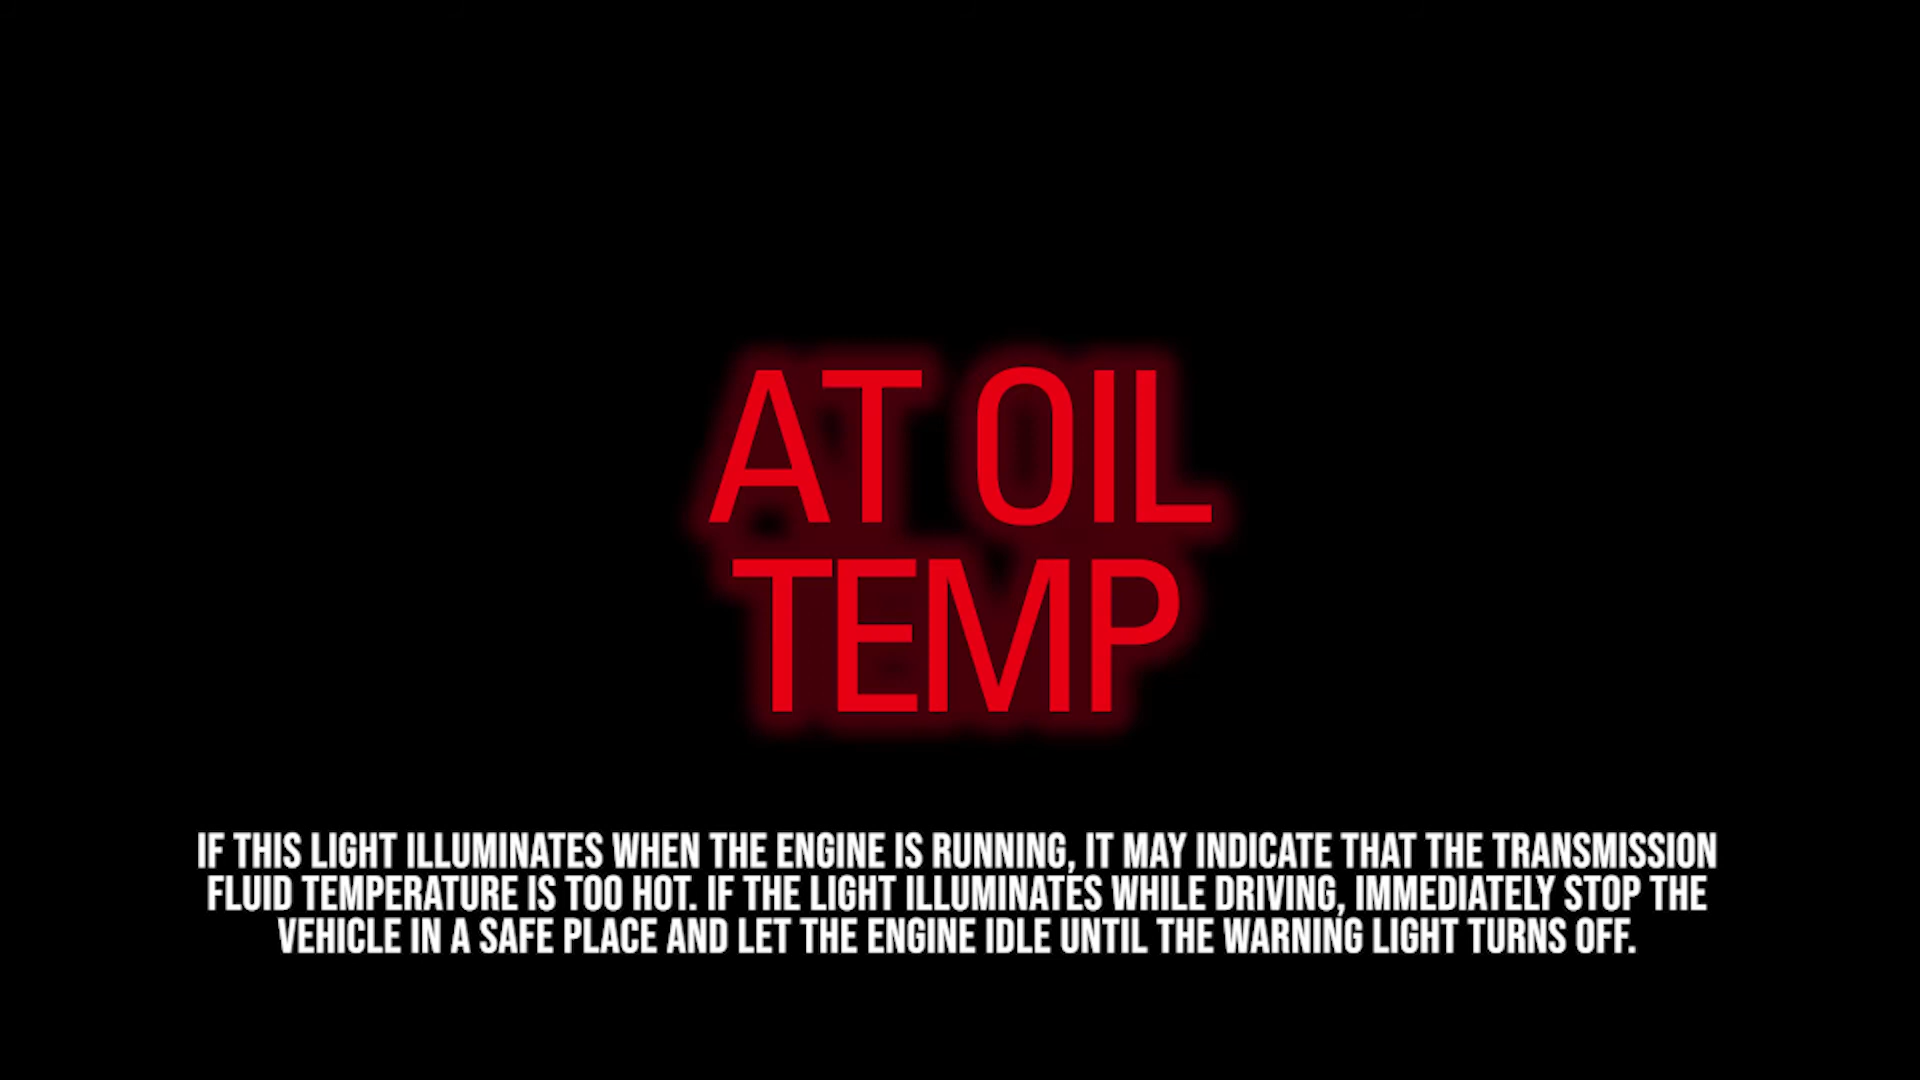 AT OIL
TEMP
IF THIS LIGHT ILLUMINATES WHEN THE ENGINE IS RUNNING, IT MAY INDICATE THAT THE TRANSMISSION
FLUID TEMPERATURE IS TOO HOT. IF THE LIGHT ILLUMINATES WHILE DRIVING, IMMEDIATELY STOP THE
VEHICLE IN A SAFE PLACE AND LET THE ENGINE IDLE UNTIL THE WARNING LIGHT TURNS OFF.